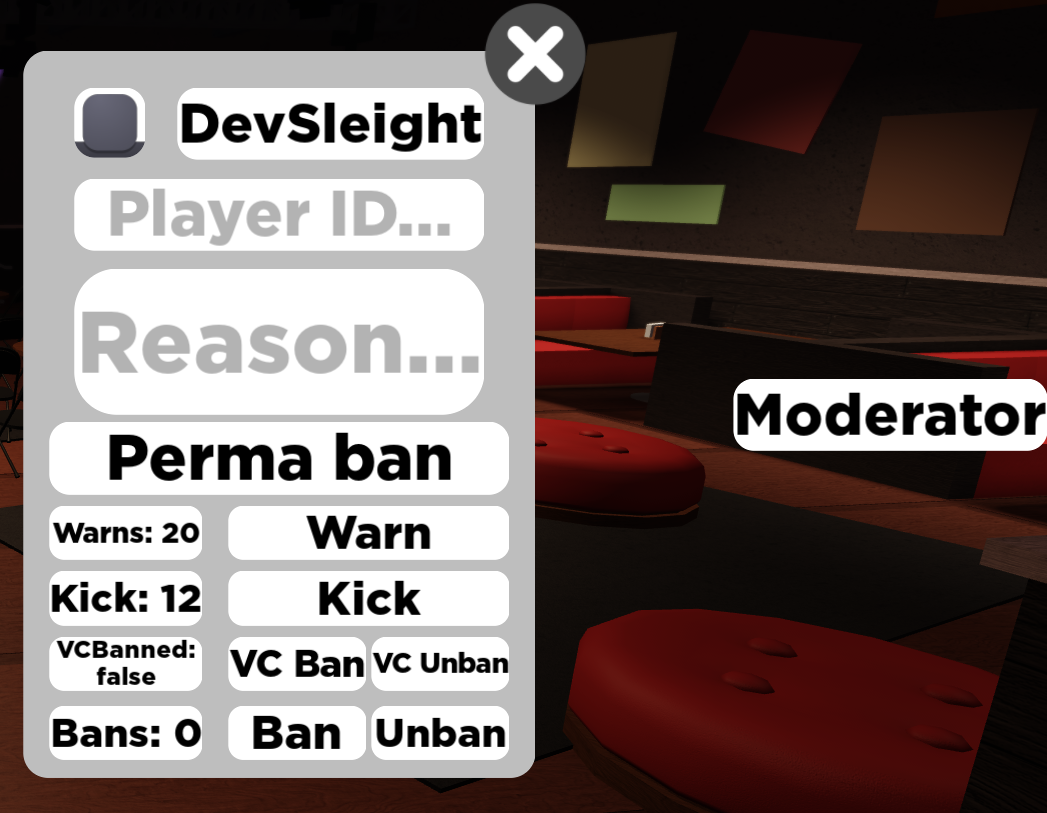 DevSleight
Player ID...
Reason...
Moderator
Perma ban
Warns: 20
Warn
Kick: 12
Kick
VCBanned:
false
VC Ban
VC Unban
Bans: 0
Ban
Unban